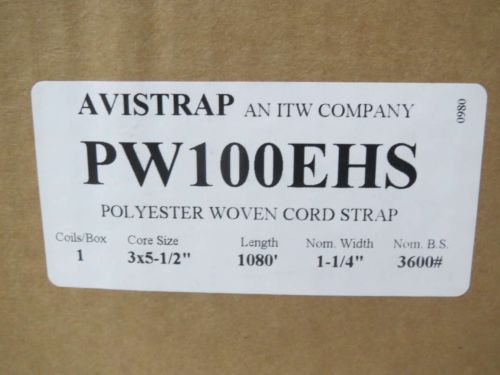 AVISTRAP AN ITW COMPANY
0980
PW100EHS
POLYESTER WOVEN CORD STRAP
Coils/Box Core Size Length Nom. Width Nom. B.S.
1 3x5-1/2" 1080' 1-1/4" 3600#